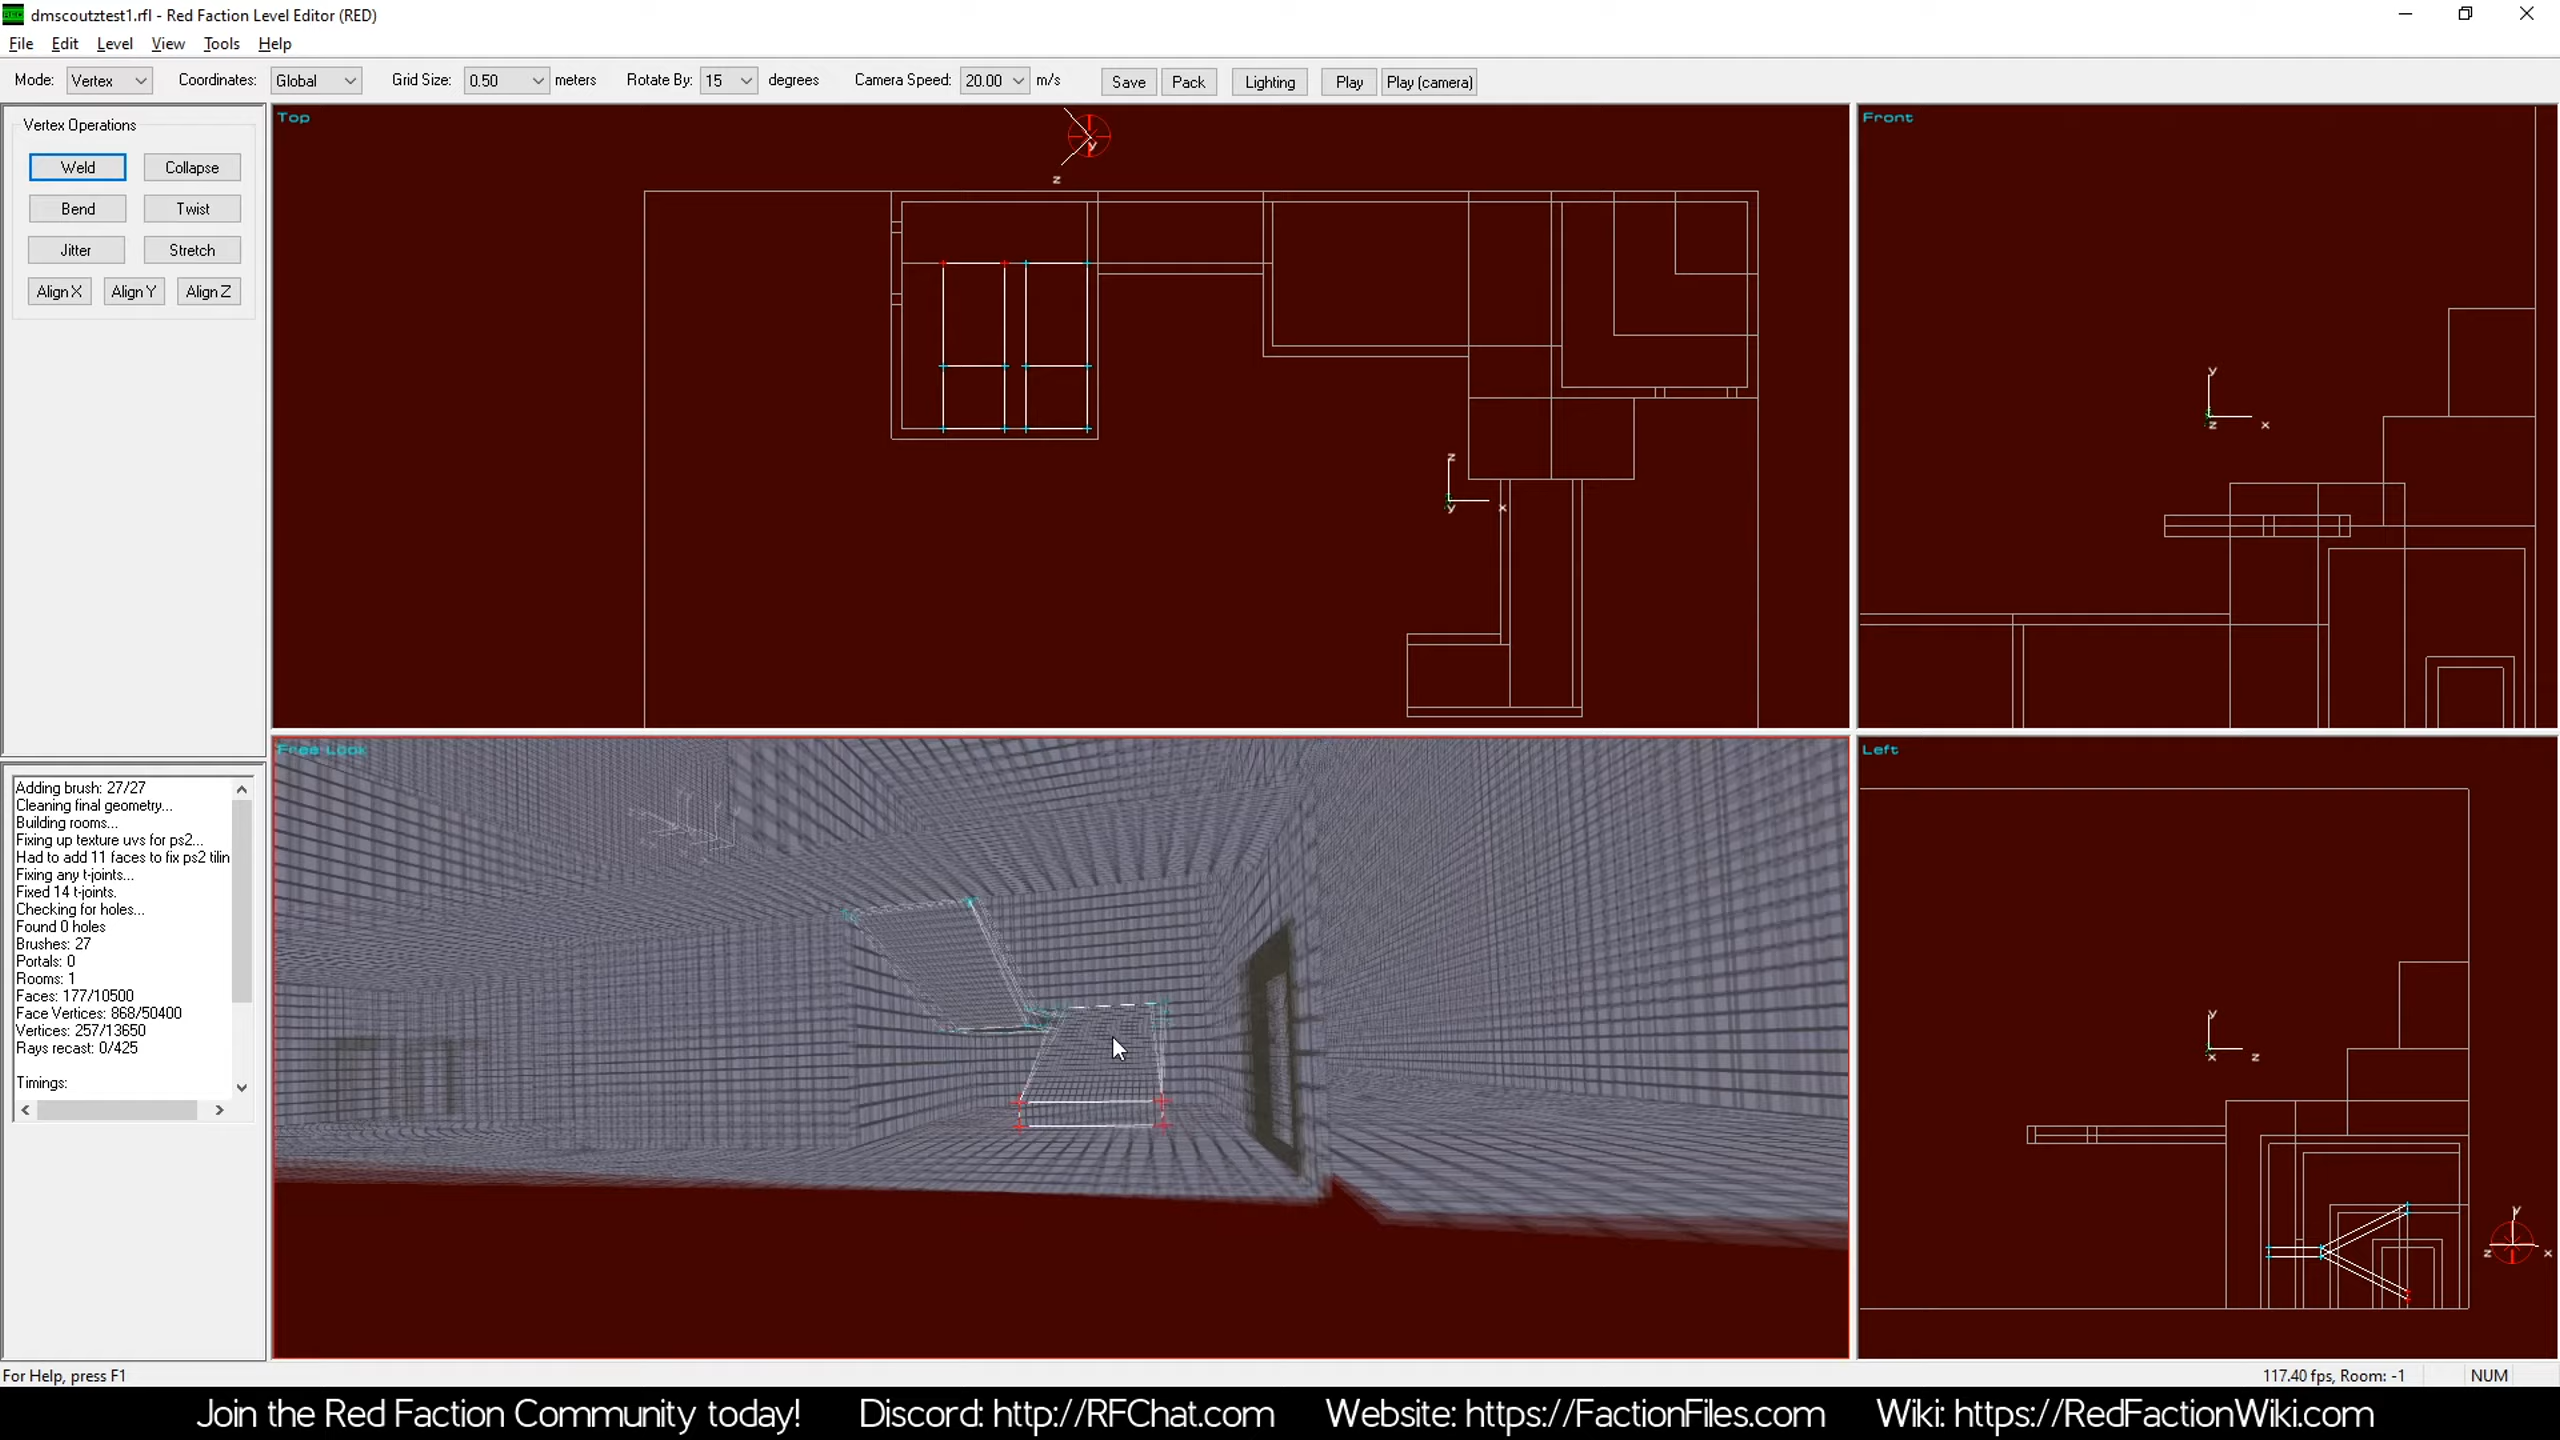 dmscoutztest1.rfl - Red Faction Level Editor (RED)
File Edit Level View Tools Help
Mode: Vertex Coordinates: Global Grid Size: 0.50 meters Rotate By: 15 degrees Camera Speed: 20.00 m/s Save Pack Lighting Play Play (camera)
Vertex Operations
Weld Collapse
Bend Twist
Jitter Stretch
Align X Align Y Align Z
Top
y
z
z
y x
Front
y
z x
Adding brush: 27/27
Cleaning final geometry...
Building rooms...
Fixing up texture uvs for ps2...
Had to add 11 faces to fix ps2 tilin
Fixing any t-joints...
Fixed 14 t-joints.
Checking for holes...
Found 0 holes
Brushes: 27
Portals: 0
Rooms: 1
Faces: 177/10500
Face Vertices: 868/50400
Vertices: 257/13650
Rays recast: 0/425
Timings:
Free Look
Left
y
x z
y
z x
For Help, press F1
117.40 fps, Room: -1 NUM
Join the Red Faction Community today! Discord: http://RFChat.com Website: https://FactionFiles.com Wiki: https://RedFactionWiki.com